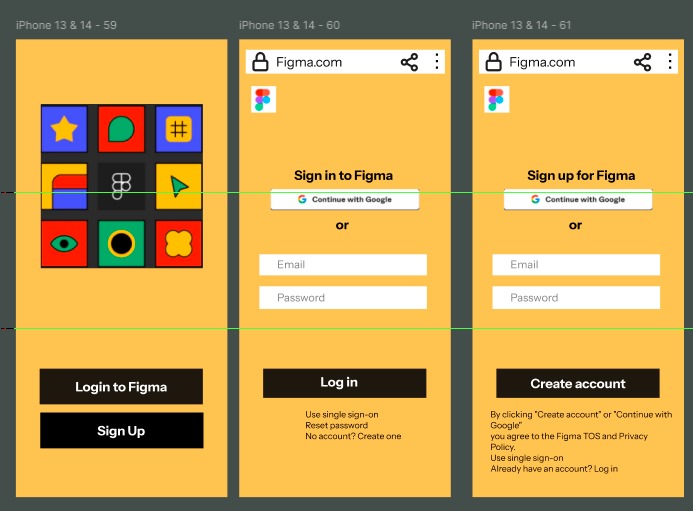 iPhone 13 & 14 - 59
Login to Figma
Sign Up
iPhone 13 & 14 - 60
Figma.com
Sign in to Figma
Continue with Google
or
Email
Password
Log in
Use single sign-on
Reset password
No account? Create one
iPhone 13 & 14 - 61
Figma.com
Sign up for Figma
Continue with Google
or
Email
Password
Create account
By clicking "Create account" or "Continue with
Google"
you agree to the Figma TOS and Privacy
Policy.
Use single sign-on
Already have an account? Log in